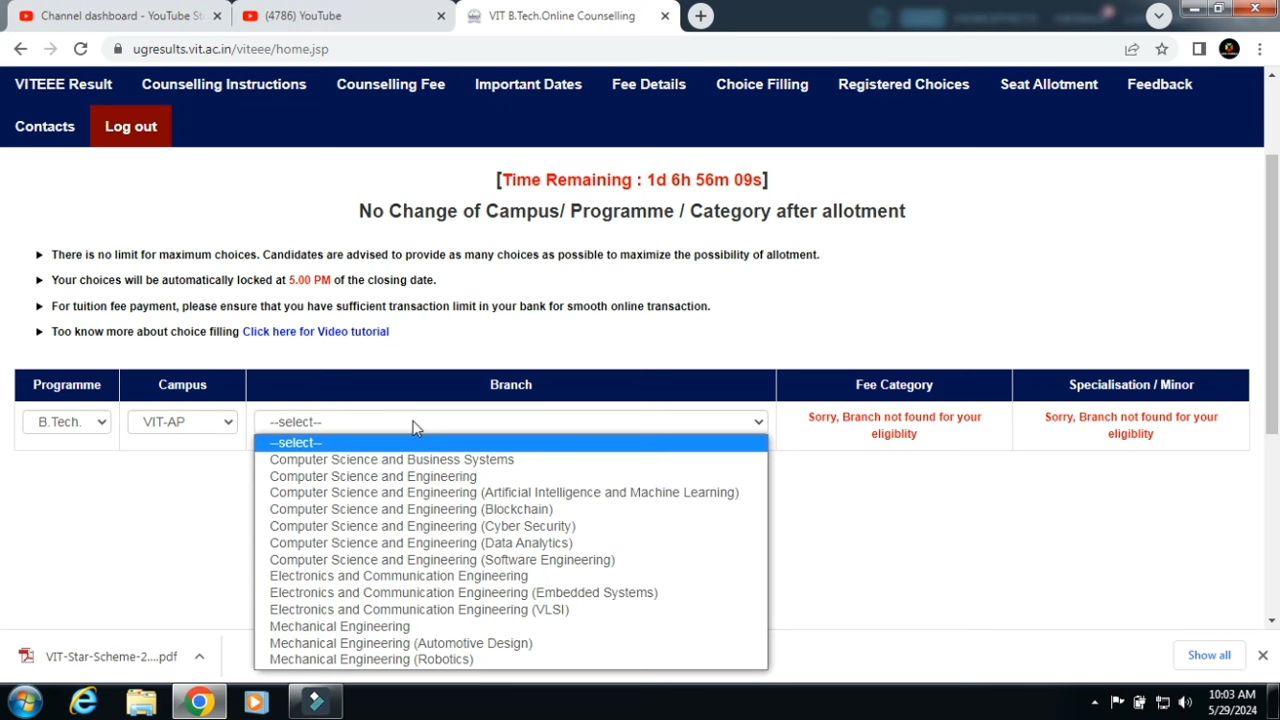 Channel dashboard - YouTube St
(4786) YouTube
VIT B.Tech.Online Counselling
ugresults.vit.ac.in/viteee/home.jsp
VITEEE Result
Counselling Instructions
Counselling Fee
Important Dates
Fee Details
Choice Filling
Registered Choices
Seat Allotment
Feedback
Contacts
Log out
[Time Remaining : 1d 6h 56m 09s]
No Change of Campus/ Programme / Category after allotment
There is no limit for maximum choices. Candidates are advised to provide as many choices as possible to maximize the possibility of allotment.
Your choices will be automatically locked at 5.00 PM of the closing date.
For tuition fee payment, please ensure that you have sufficient transaction limit in your bank for smooth online transaction.
Too know more about choice filling Click here for Video tutorial
Programme
Campus
Branch
Fee Category
Specialisation / Minor
B.Tech.
VIT-AP
--select--
Sorry, Branch not found for your
eligiblity
Sorry, Branch not found for your
eligiblity
--select--
Computer Science and Business Systems
Computer Science and Engineering
Computer Science and Engineering (Artificial Intelligence and Machine Learning)
Computer Science and Engineering (Blockchain)
Computer Science and Engineering (Cyber Security)
Computer Science and Engineering (Data Analytics)
Computer Science and Engineering (Software Engineering)
Electronics and Communication Engineering
Electronics and Communication Engineering (Embedded Systems)
Electronics and Communication Engineering (VLSI)
Mechanical Engineering
Mechanical Engineering (Automotive Design)
Mechanical Engineering (Robotics)
VIT-Star-Scheme-2....pdf
Show all
10:03 AM
5/29/2024